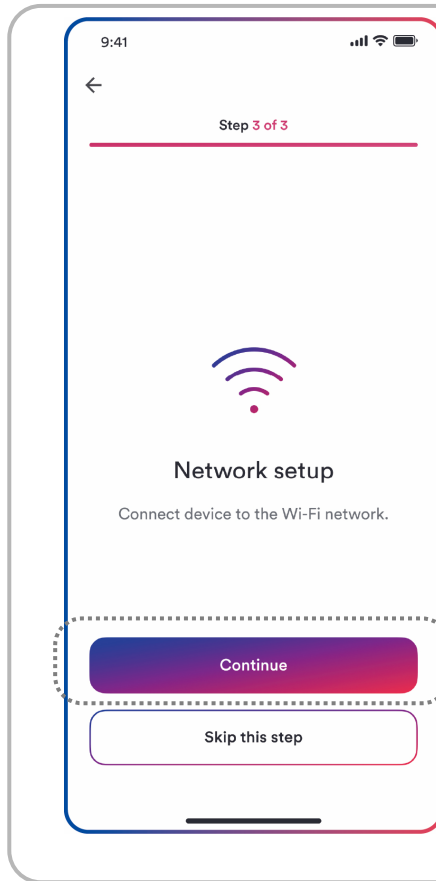 9:41
Step 3 of 3
Network setup
Connect device to the Wi-Fi network.
Continue
Skip this step